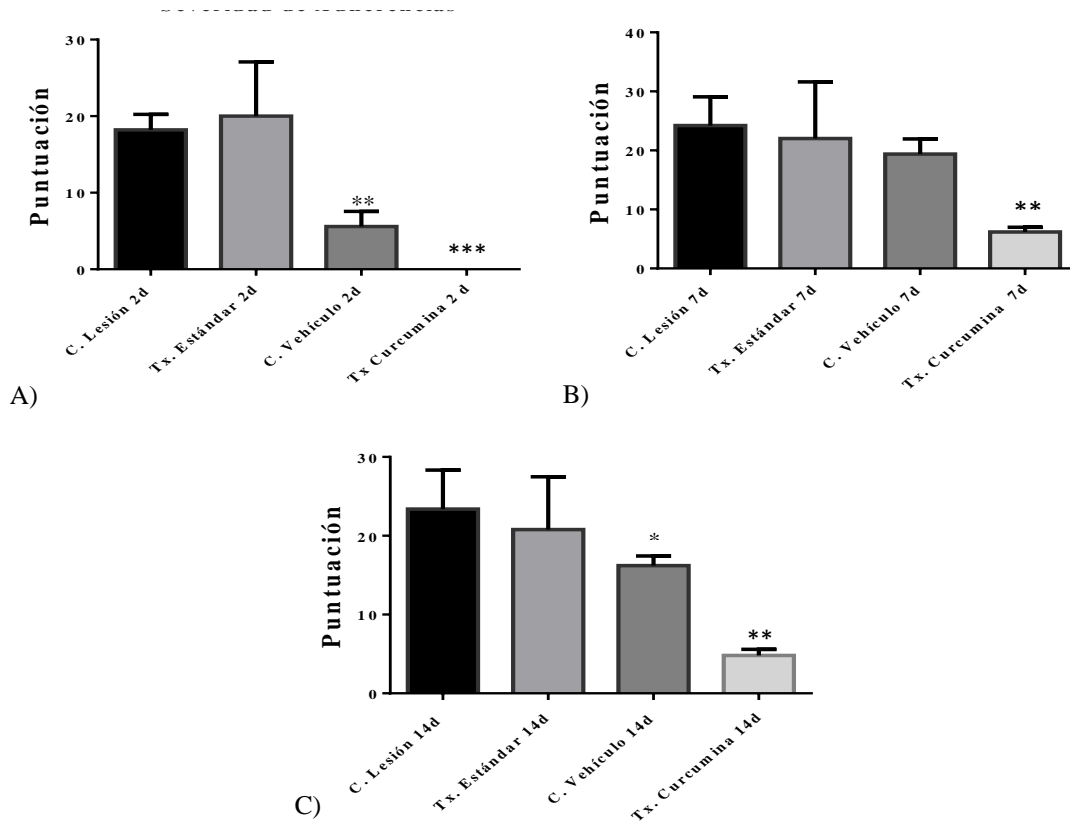 30
20
10
0
Puntuación
**
***
C. Lesión 2d
Tx. Estándar 2d
C. Vehículo 2d
Tx Curcumina 2 d
A)
40
30
20
10
0
Puntuación
**
C. Lesión 7d
Tx. Estándar 7d
C. Vehículo 7d
Tx. Curcumina 7d
B)
30
20
10
0
Puntuación
*
**
C. Lesión 14d
Tx. Estándar 14d
C. Vehículo 14d
Tx. Curcumina 14d
C)